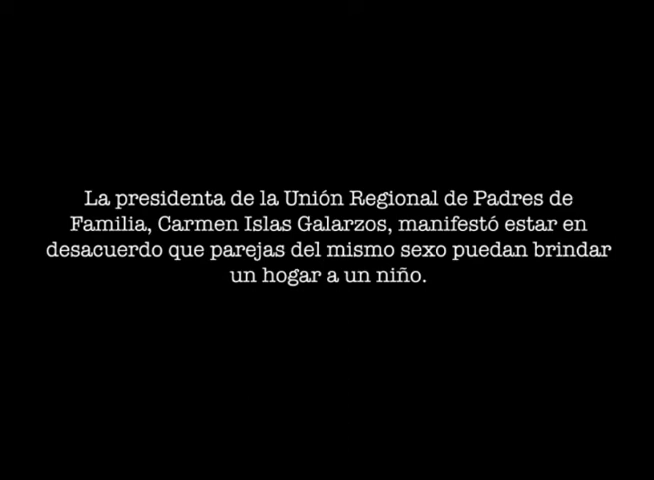 La presidenta de la Unión Regional de Padres de
Familia, Carmen Islas Galarzos, manifestó estar en
desacuerdo que parejas del mismo sexo puedan brindar
un hogar a un niño.